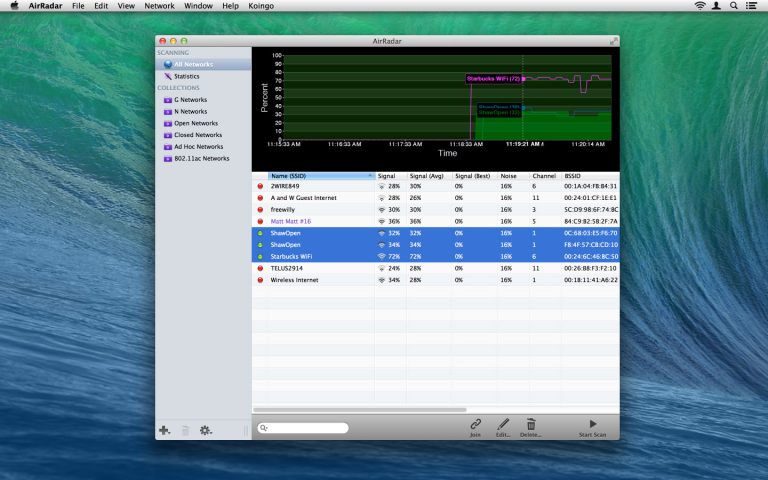 AirRadar File Edit View Network Window Help Koingo
AirRadar
SCANNING
All Networks
Statistics
COLLECTIONS
G Networks
N Networks
Open Networks
Closed Networks
Ad Hoc Networks
802.11ac Networks
Percent
100
90
80
70
60
50
40
30
20
10
0
Starbucks WiFi (72)
ShawOpen
11:15:33 AM 11:16:33 AM 11:17:33 AM 11:18:33 AM 11:19:21 AM 11:20:14 AM
Time
Name (SSID) Signal Signal (Avg) Signal (Best) Noise Channel BSSID
2WIRE849 28% 30% 0% 16% 6 00:1A:04:FB:B4:31
A and W Guest Internet 28% 26% 0% 16% 11 00:24:01:CF:1E:E1
freewilly 30% 30% 0% 16% 3 5C:D9:98:6F:74:BC
Matt Matt #16 36% 36% 0% 16% 5 84:C9:B2:5B:2F:7A
ShawOpen 32% 32% 0% 16% 1 0C:68:03:E5:F6:70
ShawOpen 34% 34% 0% 16% 1 F8:4F:57:CB:CD:10
Starbucks WiFi 72% 72% 0% 16% 6 00:24:6C:46:BC:50
TELUS2914 24% 28% 0% 16% 11 00:26:B8:F3:F2:10
Wireless Internet 34% 28% 0% 16% 1 00:18:11:41:A6:22
Join Edit... Delete... Start Scan